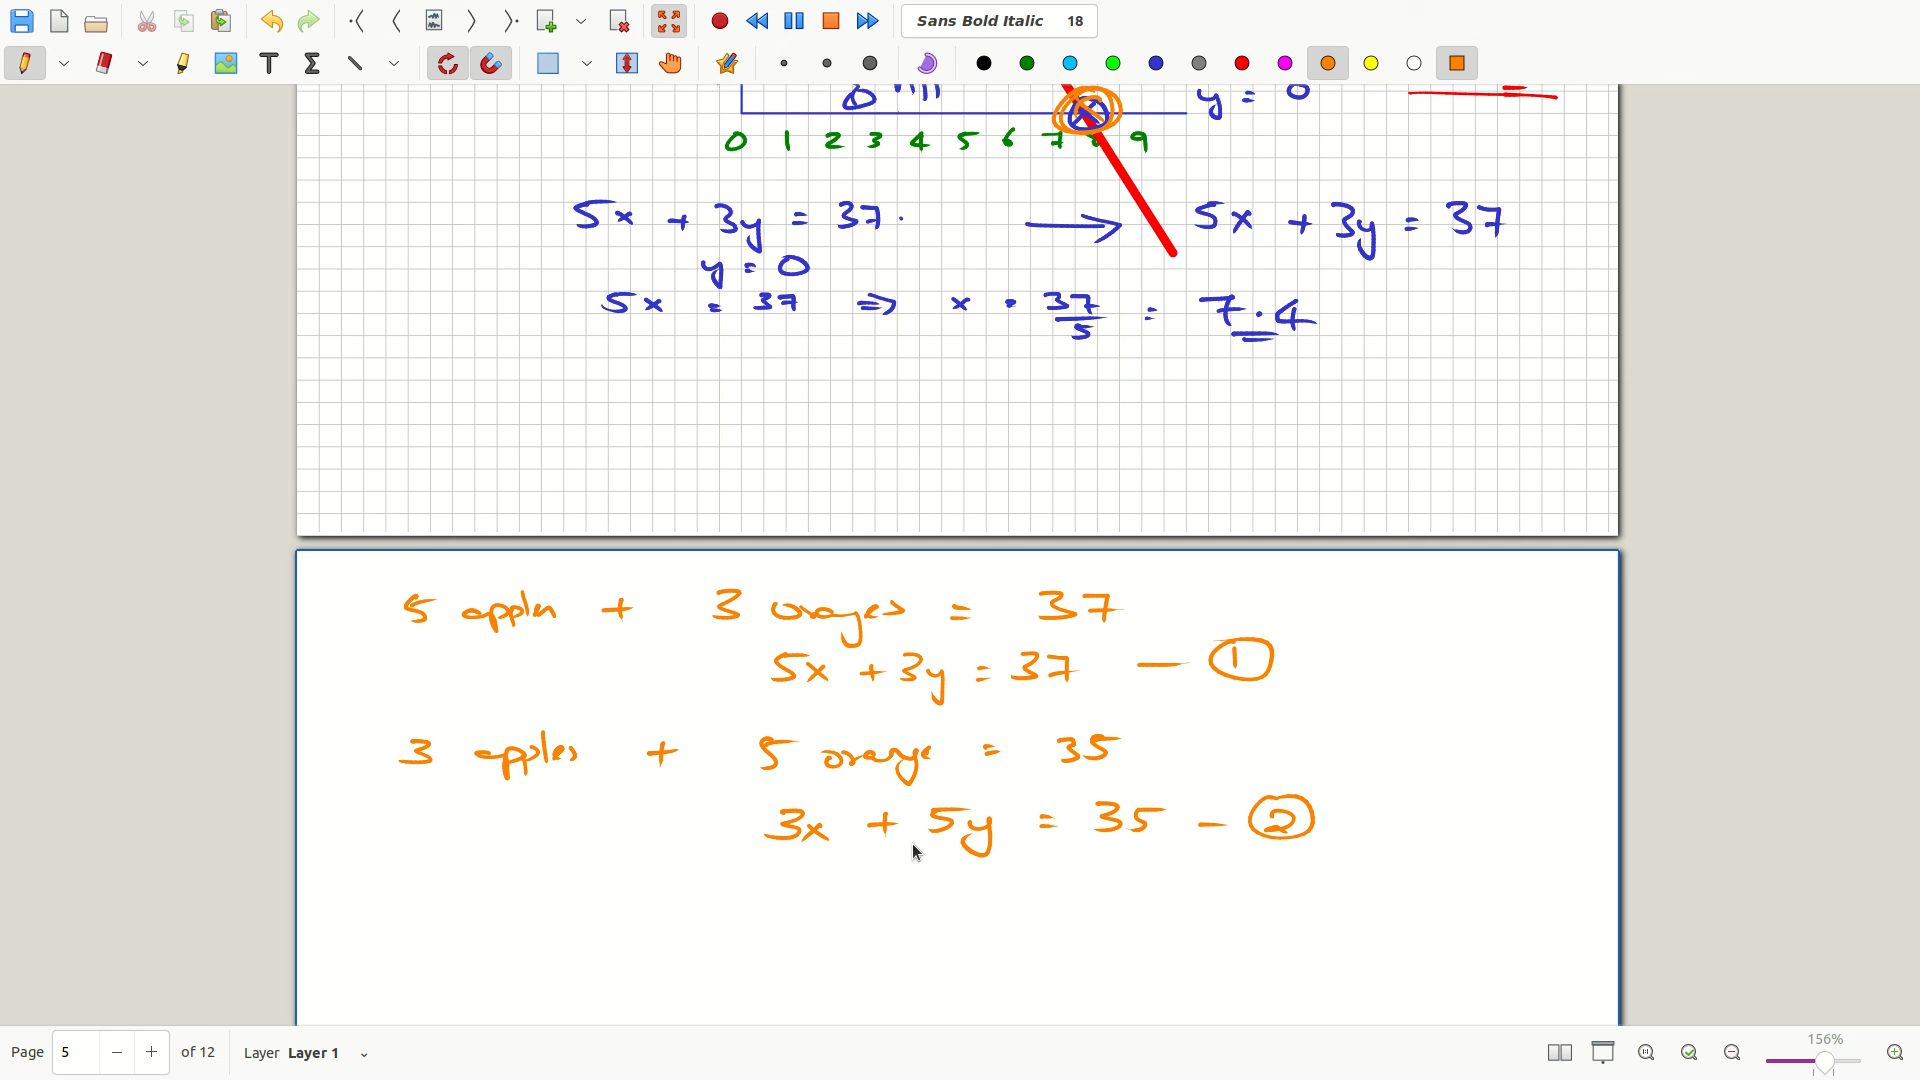 Sans Bold Italic 18
y = 0
0 1 2 3 4 5 6 7 8 9
5x + 3y = 37. → 5x + 3y = 37
y = 0
5x = 37 ⇒ x = 37/5 = 7.4
5 apples + 3 oranges = 37
5x + 3y = 37 — ①
3 apples + 5 orange = 35
3x + 5y = 35 - ②
156%
Page 5 of 12 Layer Layer 1